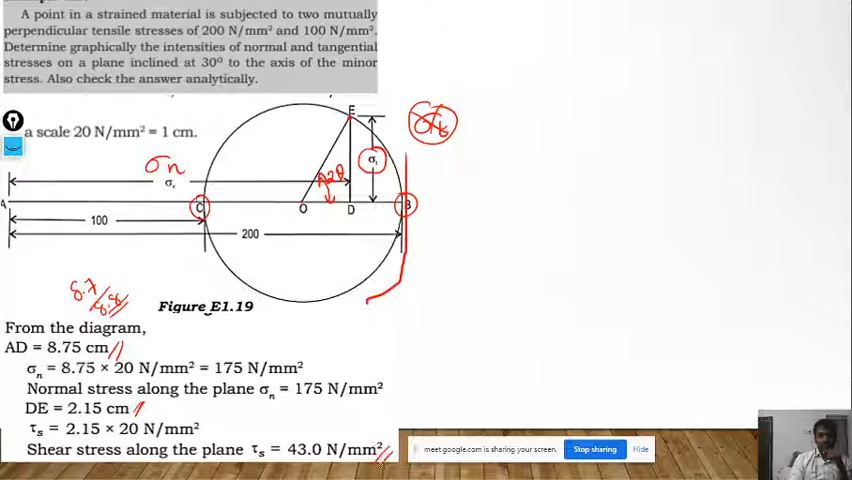 A point in a strained material is subjected to two mutually
perpendicular tensile stresses of 200 N/mm² and 100 N/mm².
Determine graphically the intensities of normal and tangential
stresses on a plane inclined at 30° to the axis of the minor
stress. Also check the answer analytically.
a scale 20 N/mm² = 1 cm.
E
σn
σt
2θ
A
C
O
D
B
100
200
8.7/8.8
Figure E1.19
From the diagram,
AD = 8.75 cm
σn = 8.75 × 20 N/mm² = 175 N/mm²
Normal stress along the plane σn = 175 N/mm²
DE = 2.15 cm
τs = 2.15 × 20 N/mm²
Shear stress along the plane τs = 43.0 N/mm²
meet.google.com is sharing your screen.
Stop sharing
Hide